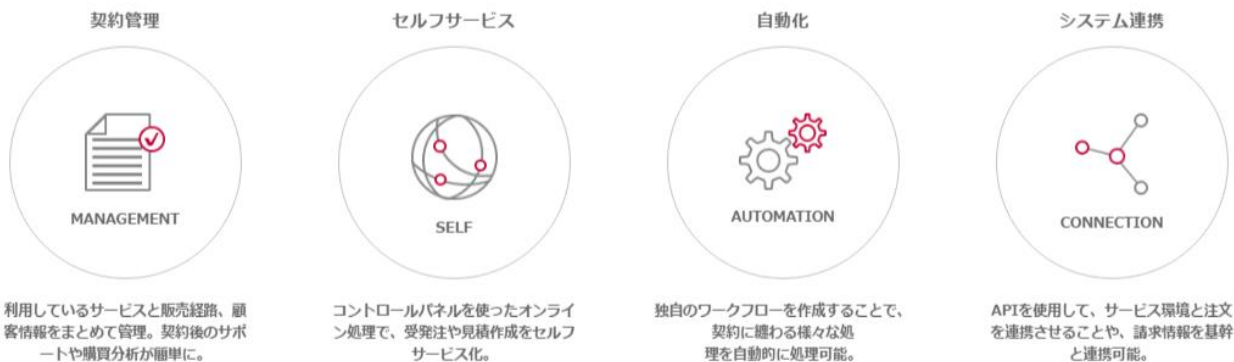 契約管理
MANAGEMENT
利用しているサービスと販売経路、顧
客情報をまとめて管理。契約後のサポ
ートや購買分析が簡単に。
セルフサービス
SELF
コントロールパネルを使ったオンライ
ン処理で、受発注や見積作成をセルフ
サービス化。
自動化
AUTOMATION
独自のワークフローを作成することで、
契約に纏わる様々な処
理を自動的に処理可能。
システム連携
CONNECTION
APIを使用して、サービス環境と注文
を連携させることや、請求情報を基幹
と連携可能。